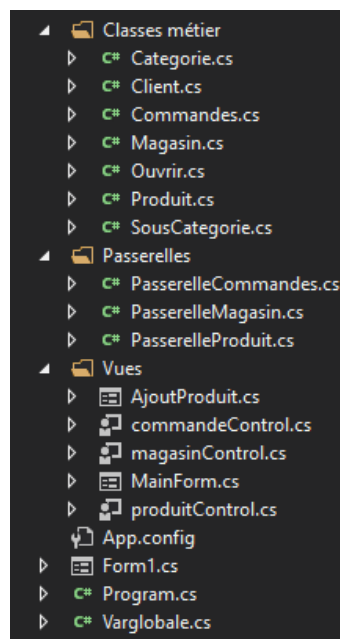 Classes métier
C# Categorie.cs
C# Client.cs
C# Commandes.cs
C# Magasin.cs
C# Ouvrir.cs
C# Produit.cs
C# SousCategorie.cs
Passerelles
C# PasserelleCommandes.cs
C# PasserelleMagasin.cs
C# PasserelleProduit.cs
Vues
AjoutProduit.cs
commandeControl.cs
magasinControl.cs
MainForm.cs
produitControl.cs
App.config
Form1.cs
C# Program.cs
C# Varglobale.cs